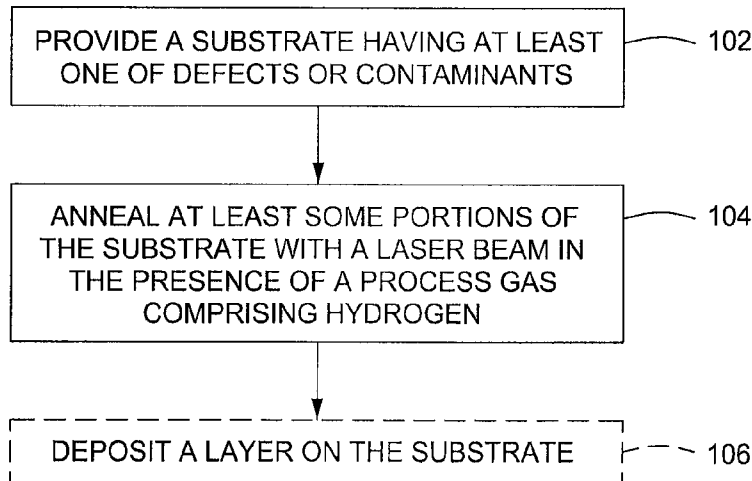 PROVIDE A SUBSTRATE HAVING AT LEAST
ONE OF DEFECTS OR CONTAMINANTS
102
ANNEAL AT LEAST SOME PORTIONS OF
THE SUBSTRATE WITH A LASER BEAM IN
THE PRESENCE OF A PROCESS GAS
COMPRISING HYDROGEN
104
DEPOSIT A LAYER ON THE SUBSTRATE
106